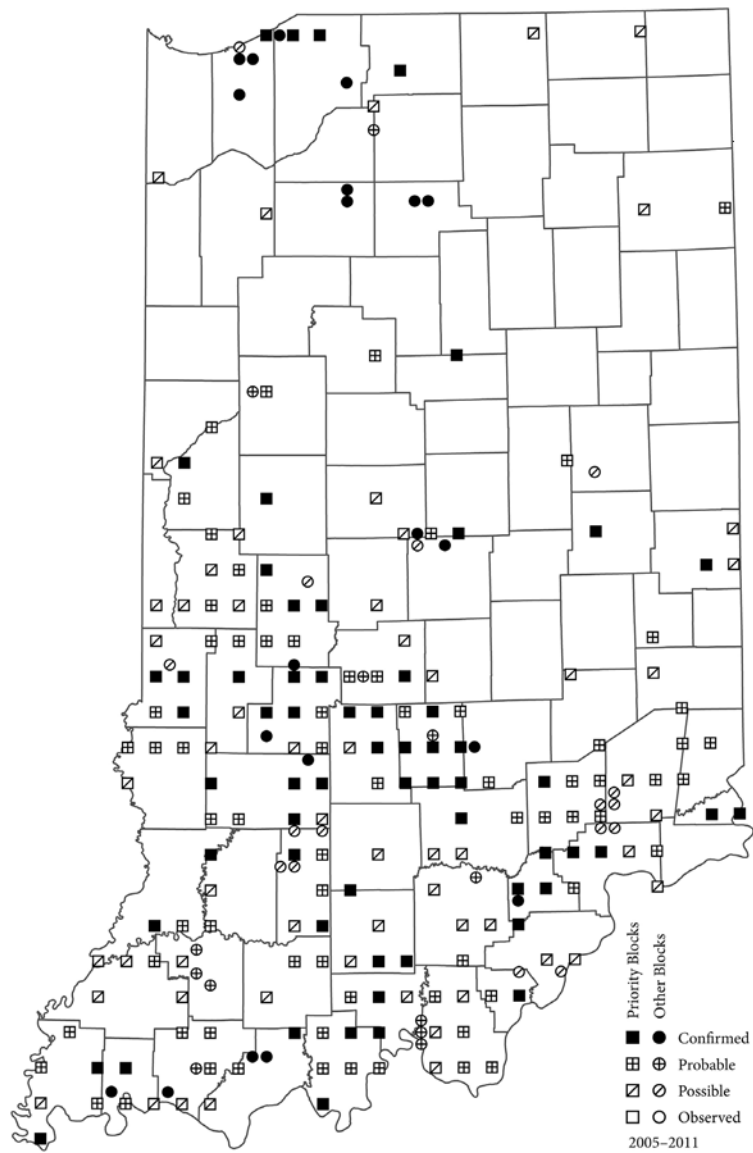 Priority Blocks
Other Blocks
Confirmed
Probable
Possible
Observed
2005–2011